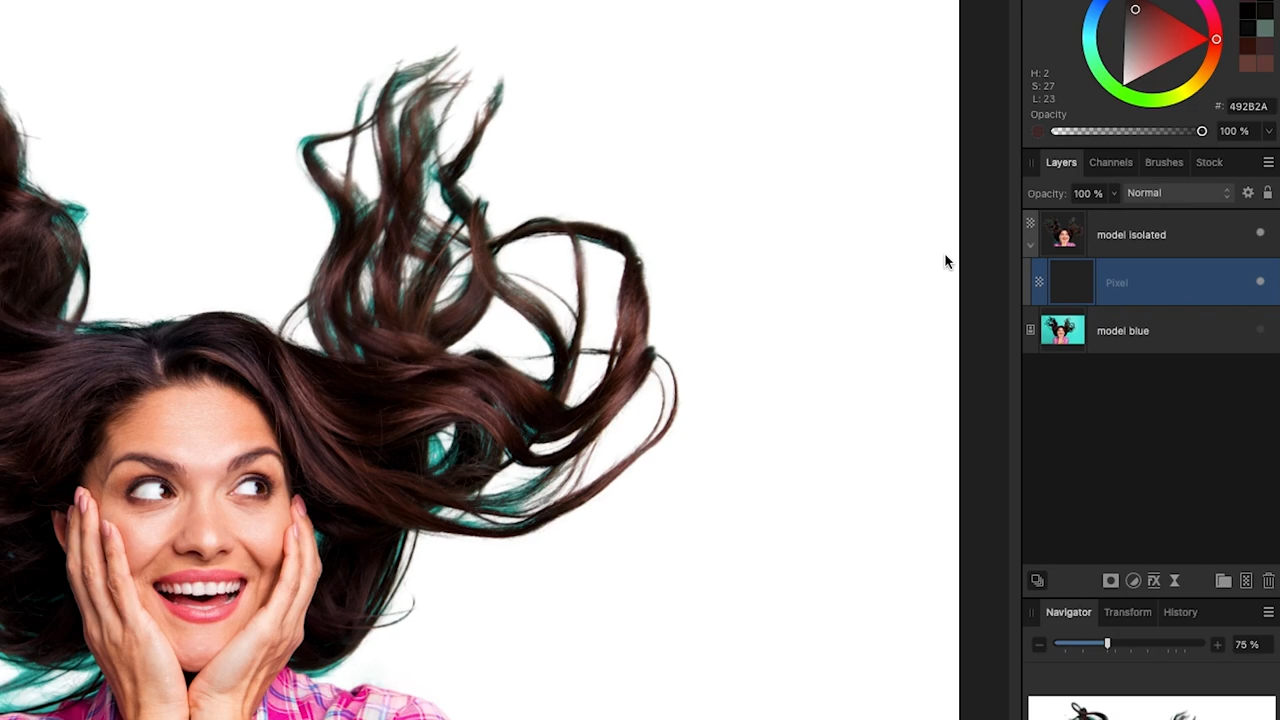 H: 2
S: 27
L: 23
#: 492B2A
Opacity
100 %
Layers Channels Brushes Stock
Opacity: 100 % Normal
model isolated
Pixel
model blue
FX
Navigator Transform History
75 %